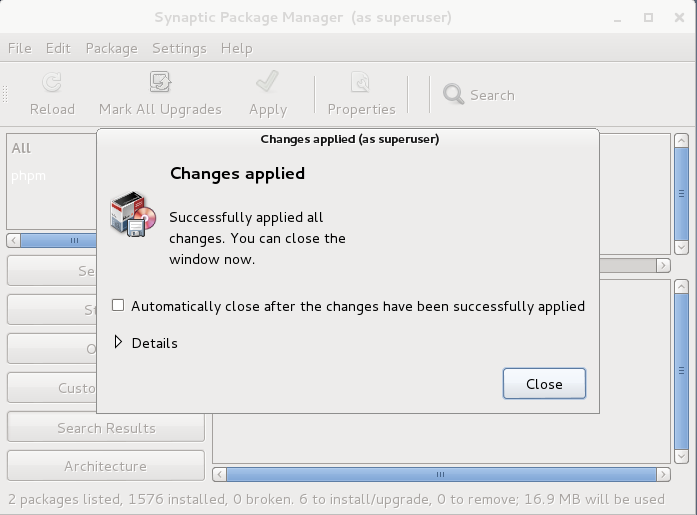 Synaptic Package Manager (as superuser)
File Edit Package Settings Help
Reload Mark All Upgrades Apply Properties Search
All
phpm
Changes applied (as superuser)
Changes applied
Successfully applied all
changes. You can close the
window now.
Automatically close after the changes have been successfully applied
Details
Close
Se
St
O
Custo
Search Results
Architecture
2 packages listed, 1576 installed, 0 broken. 6 to install/upgrade, 0 to remove; 16.9 MB will be used